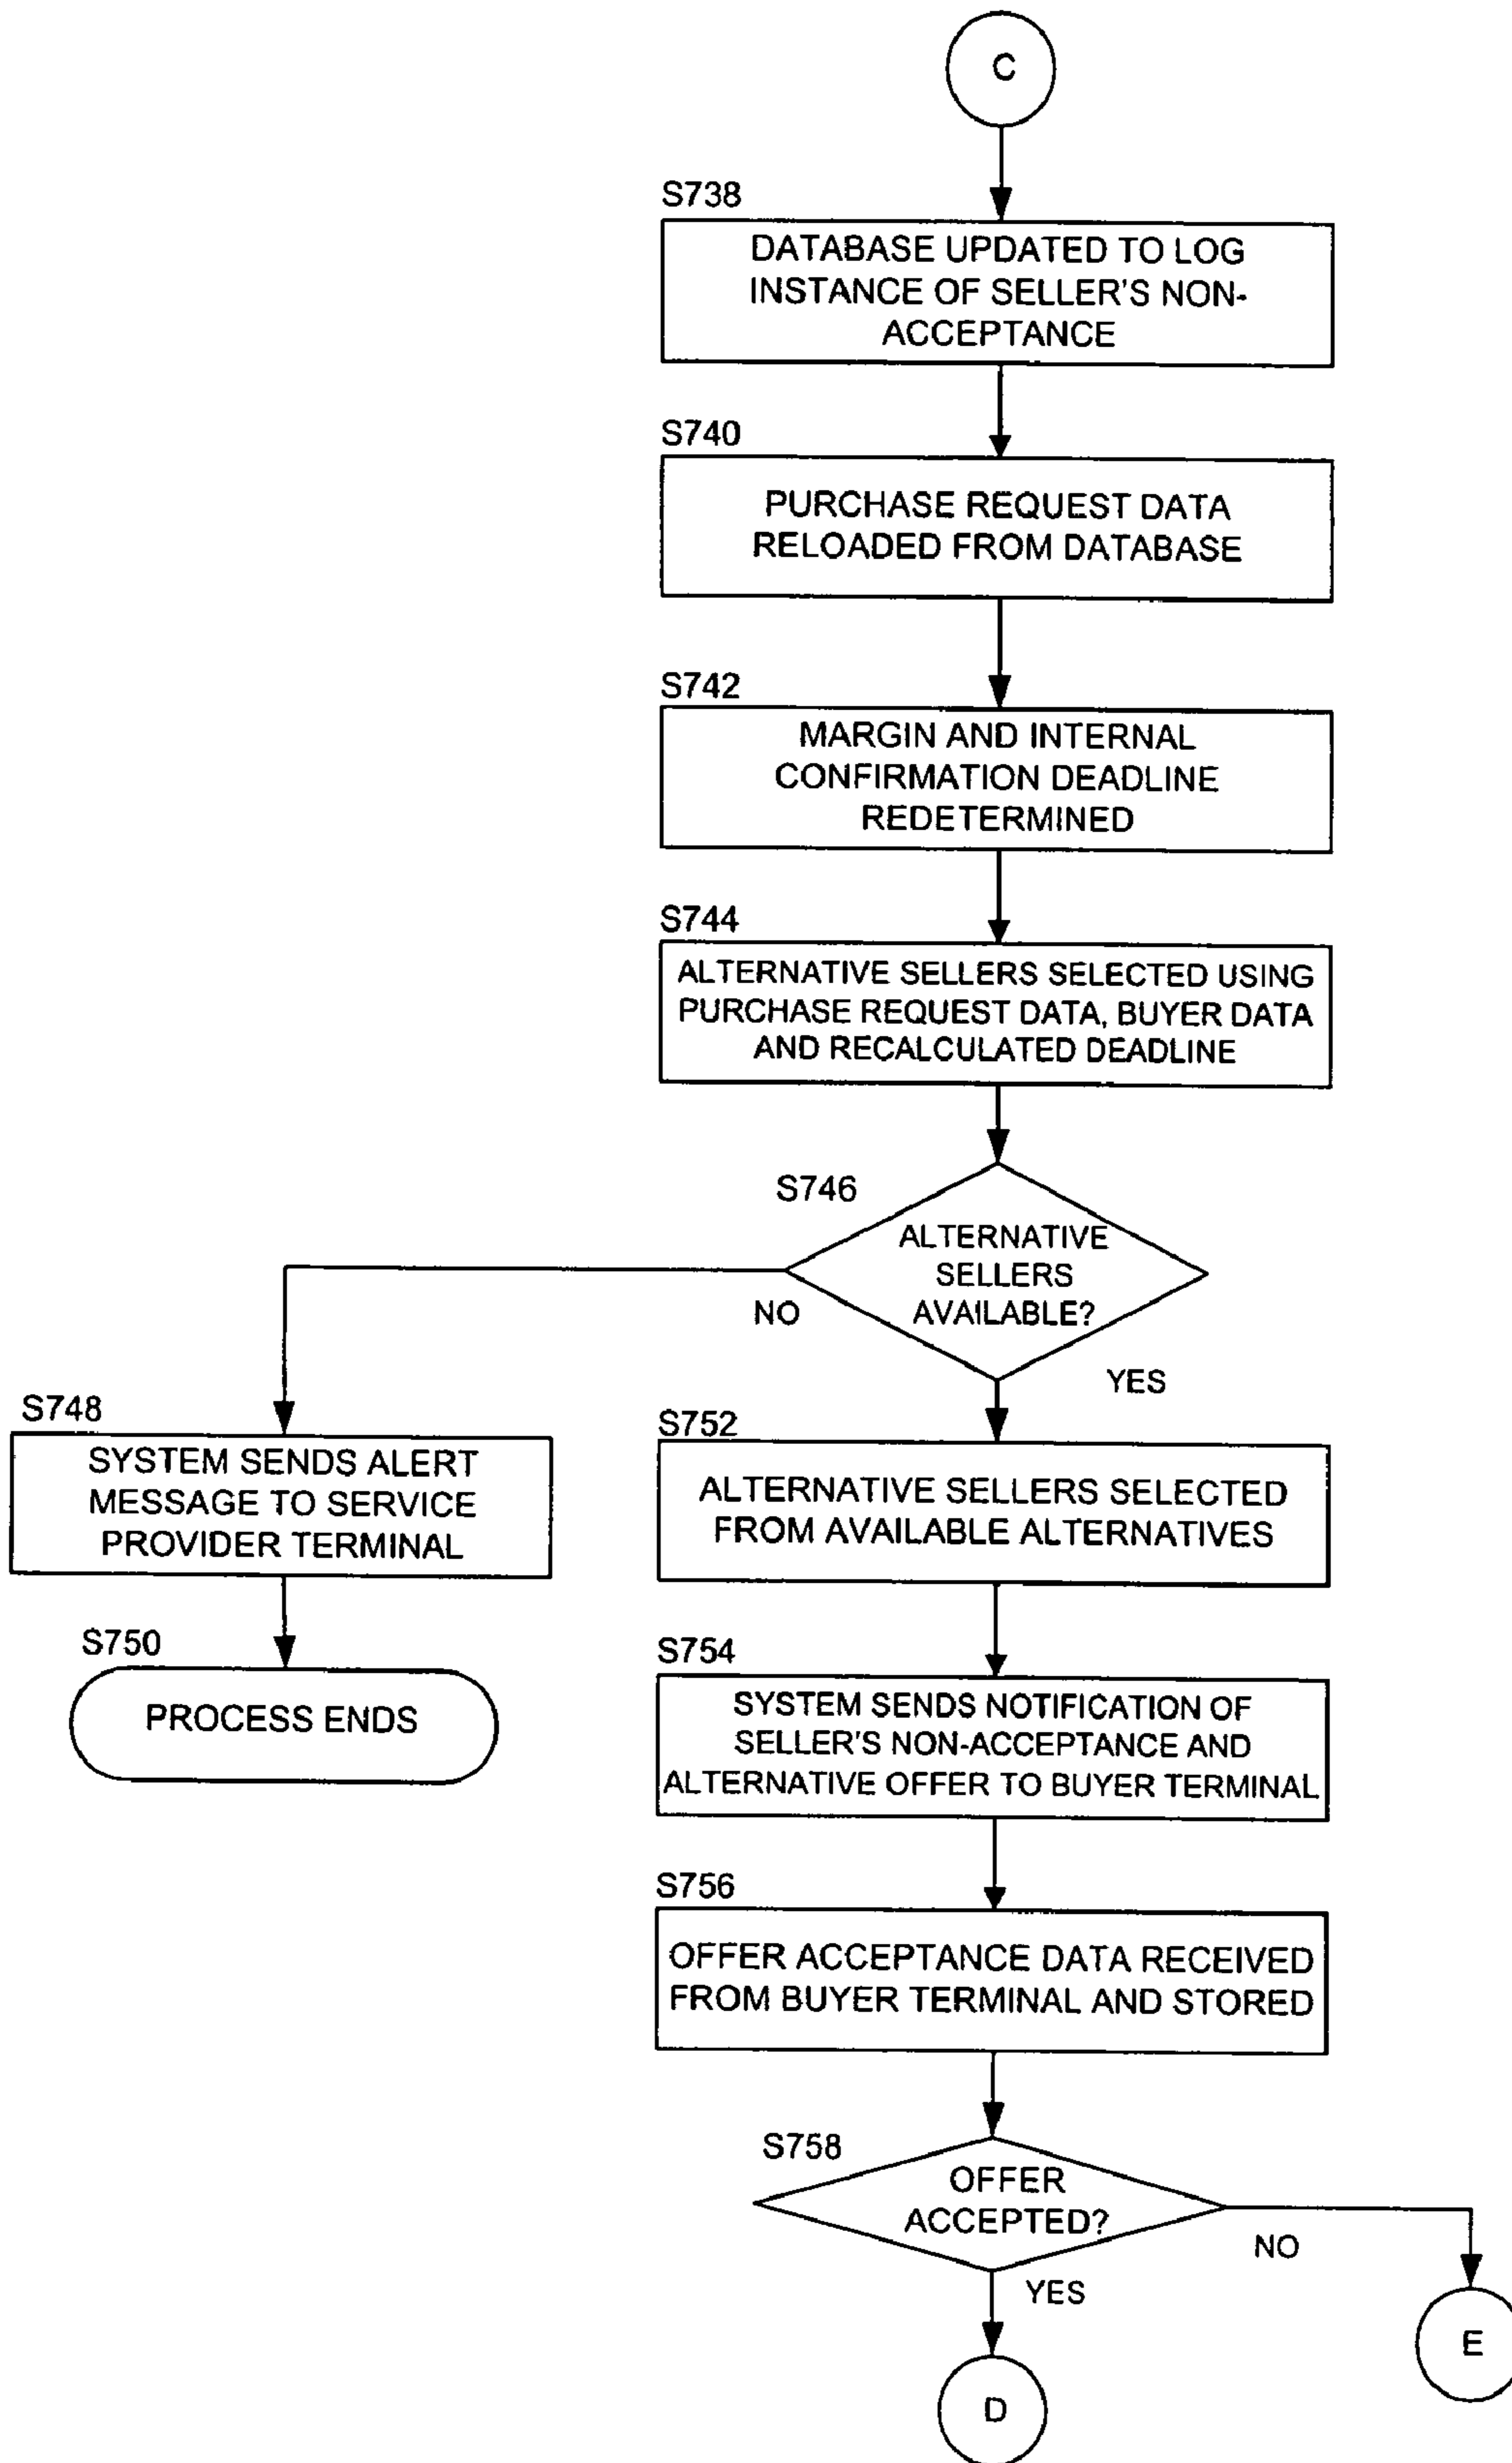 C
S738
DATABASE UPDATED TO LOG
INSTANCE OF SELLER'S NON-
ACCEPTANCE
S740
PURCHASE REQUEST DATA
RELOADED FROM DATABASE
S742
MARGIN AND INTERNAL
CONFIRMATION DEADLINE
REDETERMINED
S744
ALTERNATIVE SELLERS SELECTED USING
PURCHASE REQUEST DATA, BUYER DATA
AND RECALCULATED DEADLINE
S746
ALTERNATIVE
SELLERS
AVAILABLE?
NO
YES
S748
SYSTEM SENDS ALERT
MESSAGE TO SERVICE
PROVIDER TERMINAL
S750
PROCESS ENDS
S752
ALTERNATIVE SELLERS SELECTED
FROM AVAILABLE ALTERNATIVES
S754
SYSTEM SENDS NOTIFICATION OF
SELLER'S NON-ACCEPTANCE AND
ALTERNATIVE OFFER TO BUYER TERMINAL
S756
OFFER ACCEPTANCE DATA RECEIVED
FROM BUYER TERMINAL AND STORED
S758
OFFER
ACCEPTED?
NO
YES
E
D